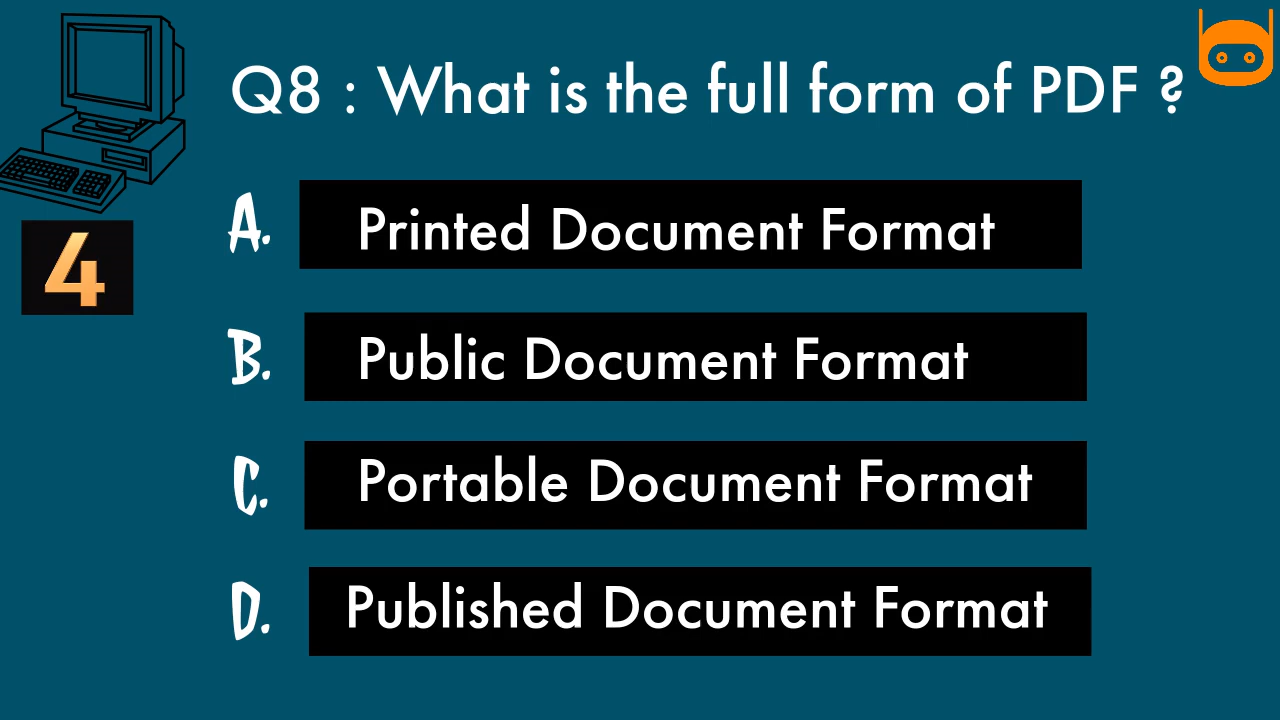 Q8 : What is the full form of PDF ?
A. Printed Document Format
4
B. Public Document Format
C. Portable Document Format
D. Published Document Format